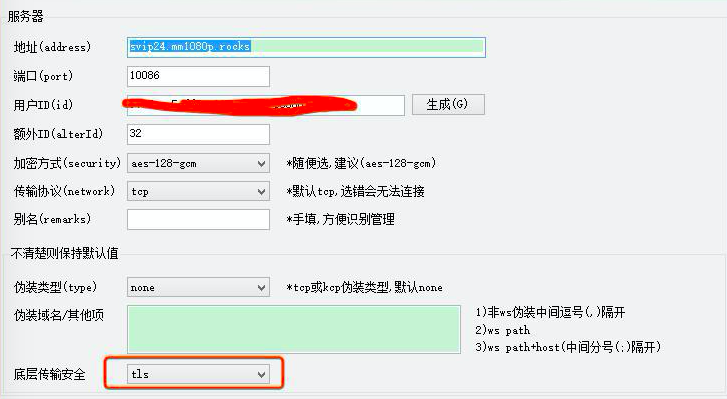 服务器
地址(address) svip24.mm1080p.rocks
端口(port) 10086
用户ID(id) 生成(G)
额外ID(alterId) 32
加密方式(security) aes-128-gcm *随便选,建议(aes-128-gcm)
传输协议(network) tcp *默认tcp,选错会无法连接
别名(remarks) *手填,方便识别管理
不清楚则保持默认值
伪装类型(type) none *tcp或kcp伪装类型,默认none
伪装域名/其他项 1)非ws伪装中间逗号(,)隔开
2)ws path
3)ws path+host(中间分号(;)隔开)
底层传输安全 tls